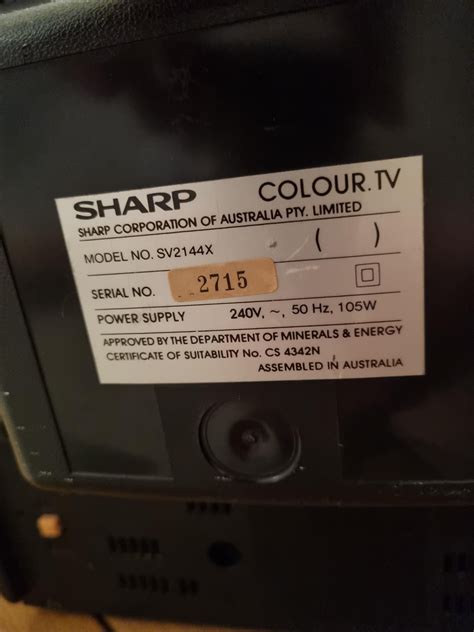 SHARP COLOUR.TV
SHARP CORPORATION OF AUSTRALIA PTY. LIMITED
MODEL NO. SV2144X ( )
SERIAL NO. 2715
POWER SUPPLY 240V, ~, 50 Hz, 105W
APPROVED BY THE DEPARTMENT OF MINERALS & ENERGY
CERTIFICATE OF SUITABILITY No. CS 4342N
ASSEMBLED IN AUSTRALIA